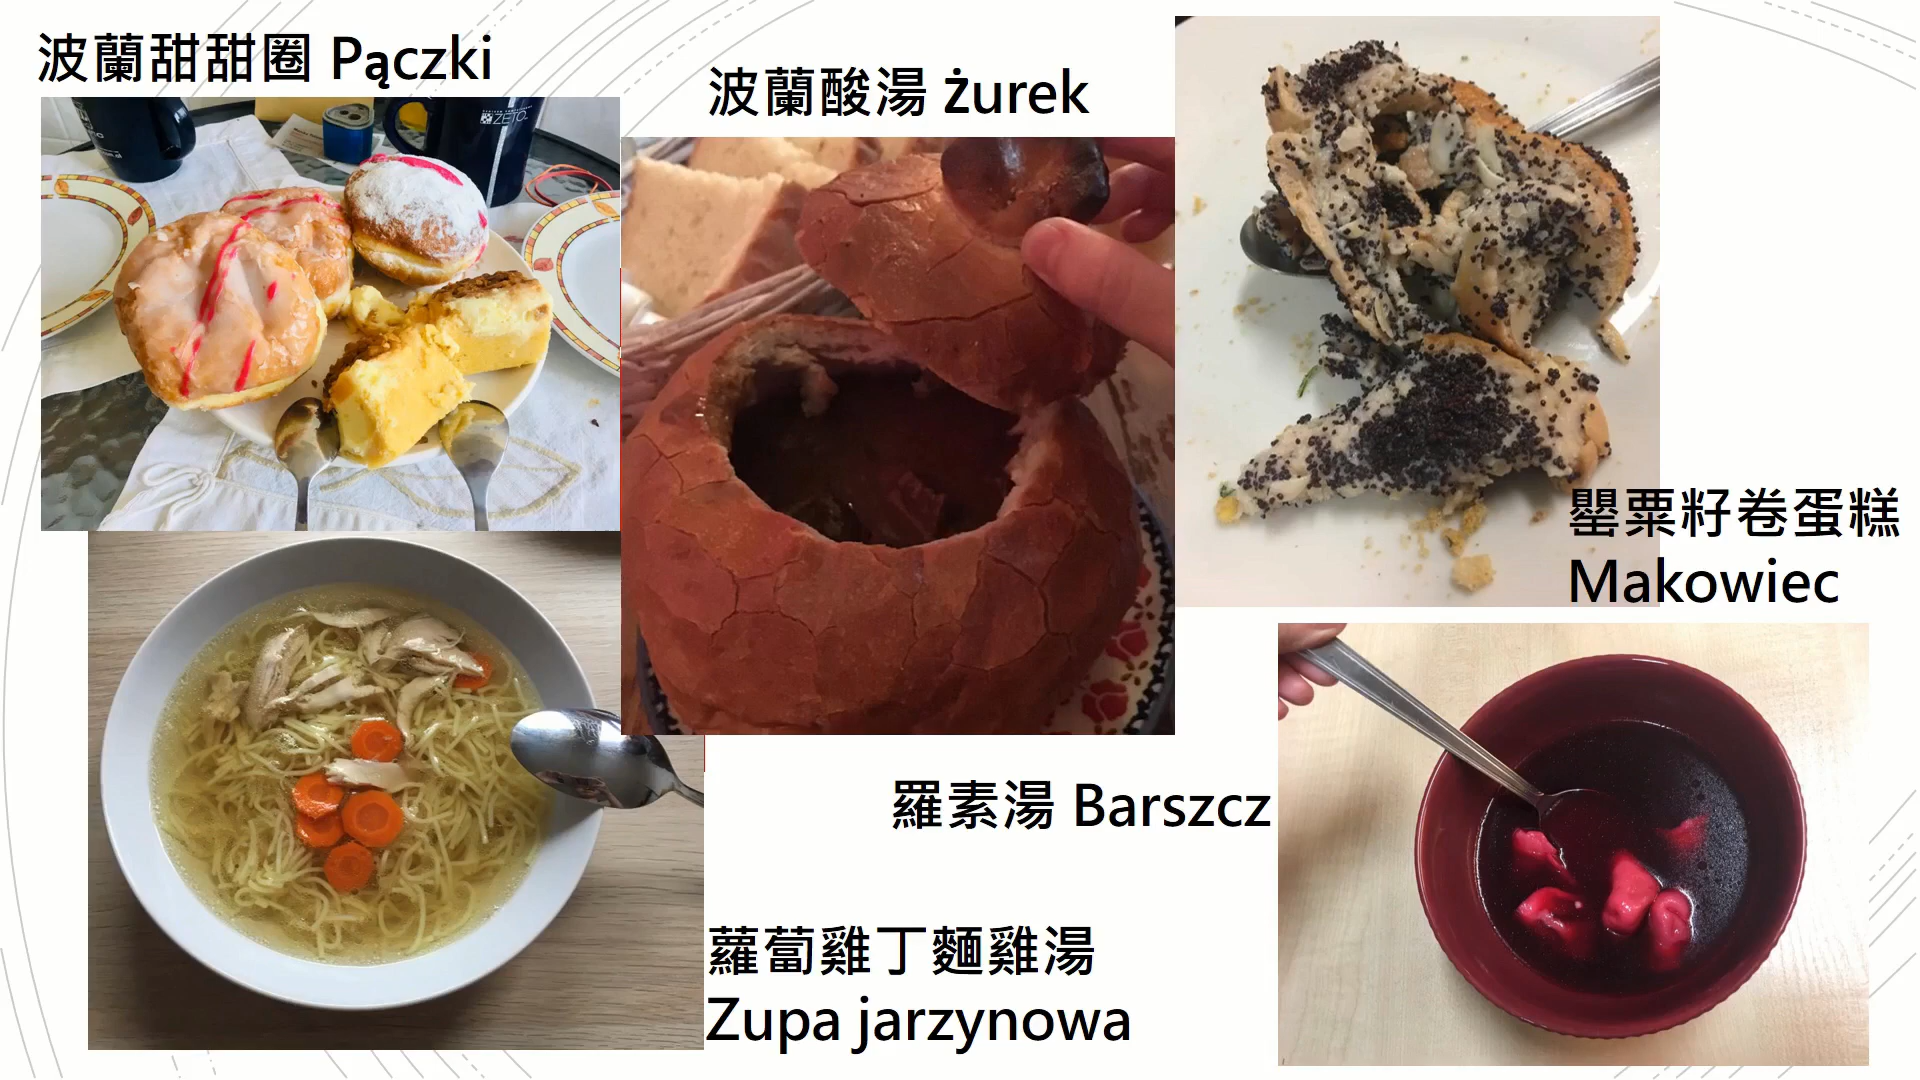 波蘭甜甜圈 Pączki
波蘭酸湯 żurek
ZETO
罌粟籽卷蛋糕
Makowiec
羅素湯 Barszcz
蘿蔔雞丁麵雞湯
Zupa jarzynowa